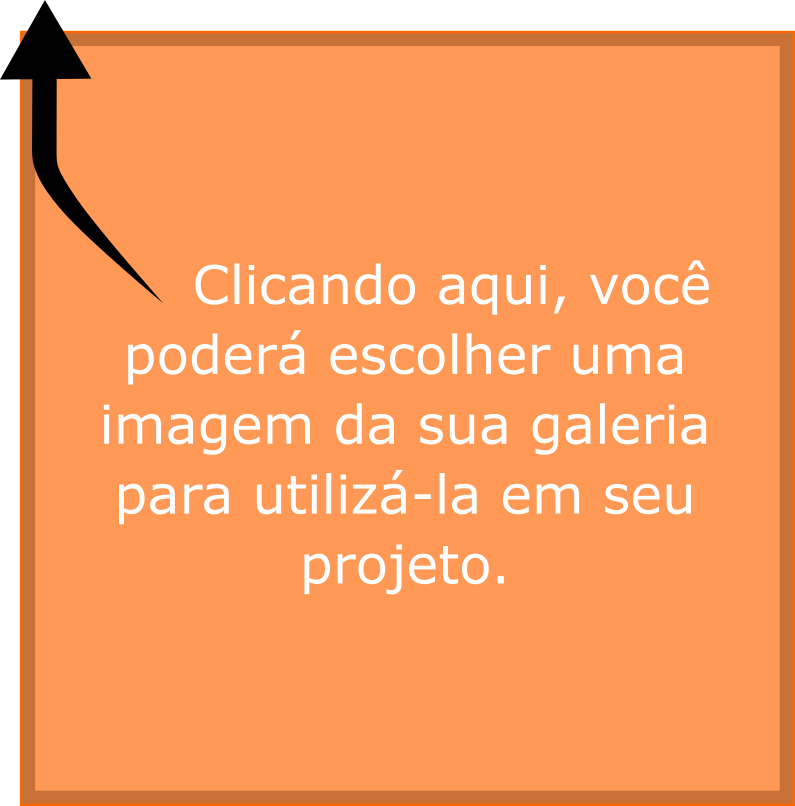 Clicando aqui, você
poderá escolher uma
imagem da sua galeria
para utilizá-la em seu
projeto.